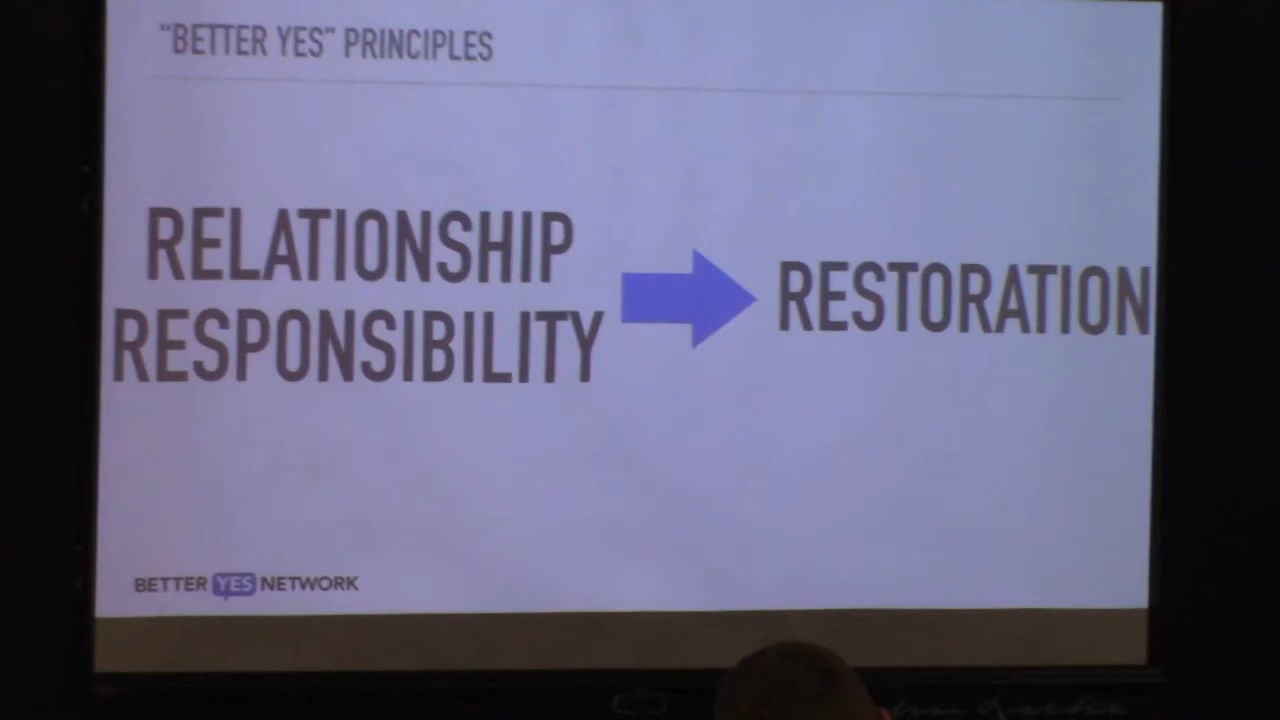 "BETTER YES" PRINCIPLES
RELATIONSHIP
RESPONSIBILITY
RESTORATION
BETTER YES NETWORK